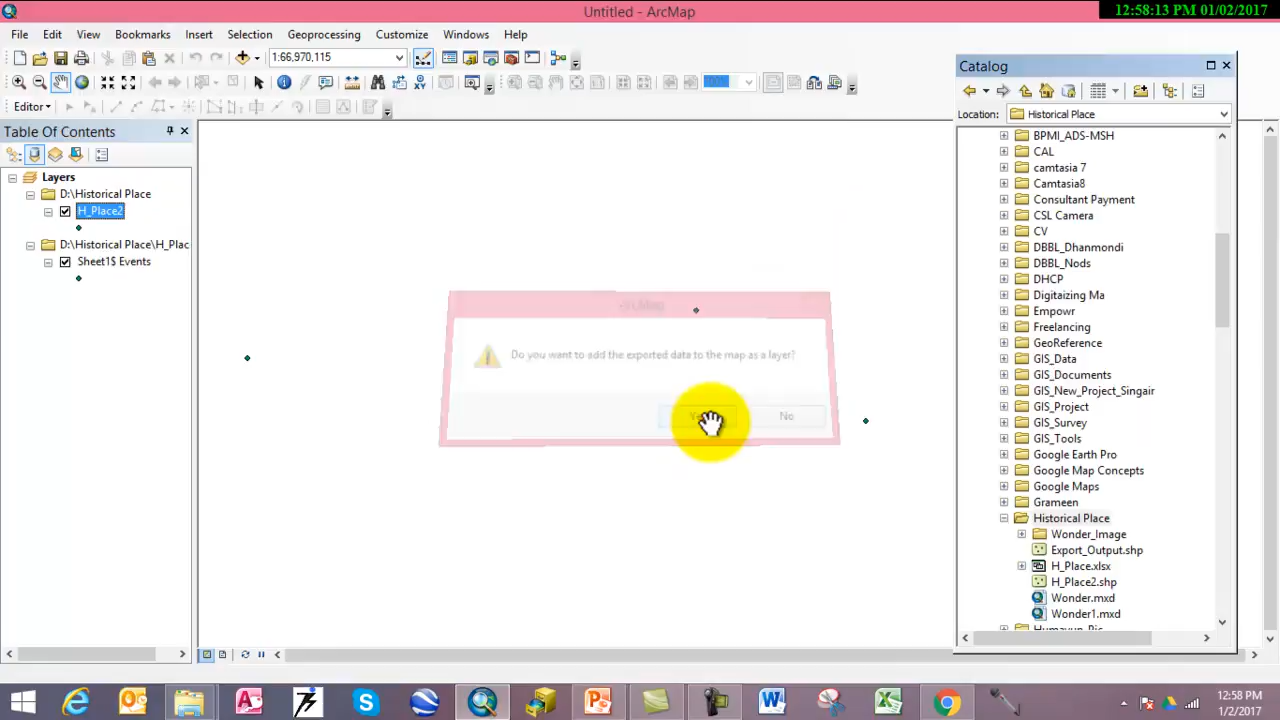 Untitled - ArcMap
12:58:13 PM 01/02/2017
File Edit View Bookmarks Insert Selection Geoprocessing Customize Windows Help
1:66,970,115
100%
Editor
Table Of Contents
Layers
D:\Historical Place
H_Place2
D:\Historical Place\H_Plac
Sheet1$ Events
ArcMap
Do you want to add the exported data to the map as a layer?
No
Catalog
Location: Historical Place
BPMI_ADS-MSH
CAL
camtasia 7
Camtasia8
Consultant Payment
CSL Camera
CV
DBBL_Dhanmondi
DBBL_Nods
DHCP
Digitaizing Ma
Empowr
Freelancing
GeoReference
GIS_Data
GIS_Documents
GIS_New_Project_Singair
GIS_Project
GIS_Survey
GIS_Tools
Google Earth Pro
Google Map Concepts
Google Maps
Grameen
Historical Place
Wonder_Image
Export_Output.shp
H_Place.xlsx
H_Place2.shp
Wonder.mxd
Wonder1.mxd
12:58 PM
1/2/2017